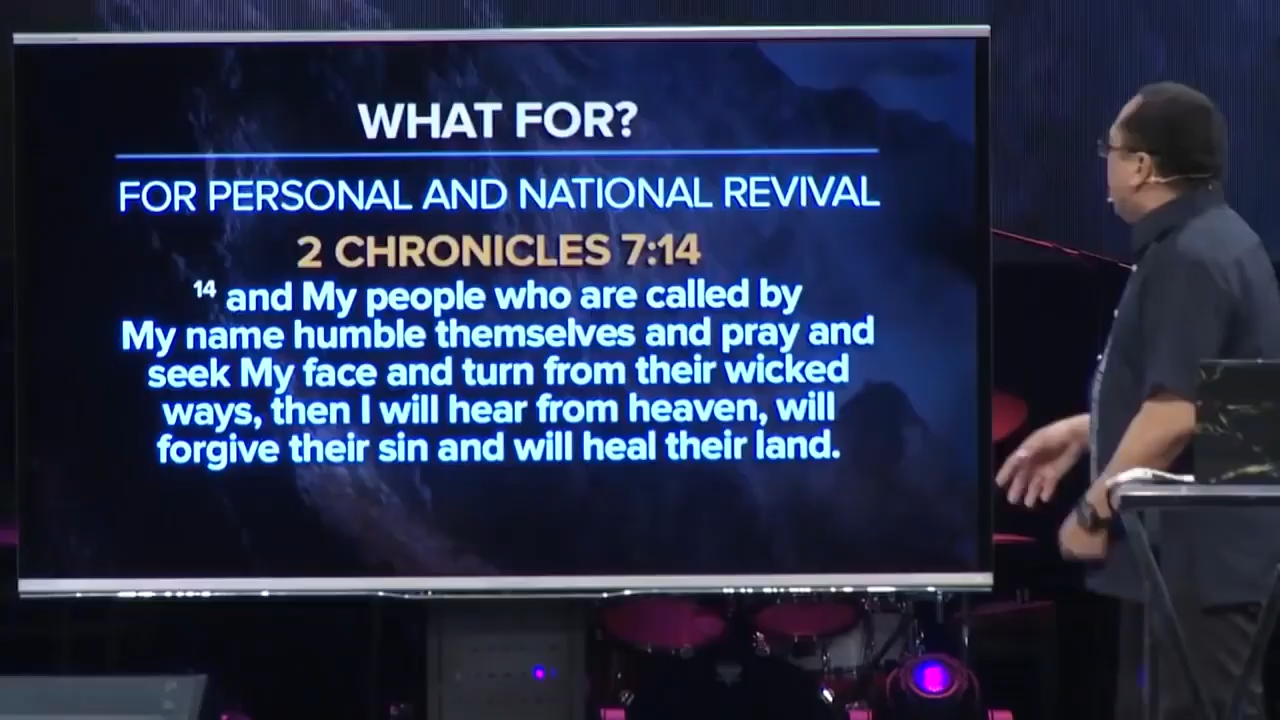 WHAT FOR?
FOR PERSONAL AND NATIONAL REVIVAL
2 CHRONICLES 7:14
14 and My people who are called by
My name humble themselves and pray and
seek My face and turn from their wicked
ways, then I will hear from heaven, will
forgive their sin and will heal their land.